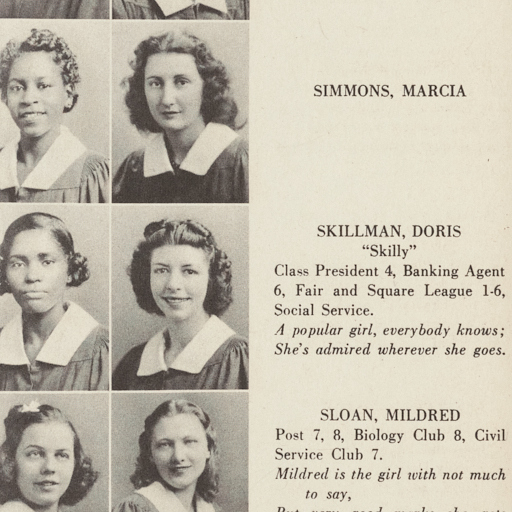 SIMMONS, MARCIA
SKILLMAN, DORIS
“Skilly”
Class President 4, Banking Agent
6, Fair and Square League 1-6,
Social Service.
A popular girl, everybody knows;
She's admired wherever she goes.
SLOAN, MILDRED
Post 7, 8, Biology Club 8, Civil
Service Club 7.
Mildred is the girl with not much
to say,